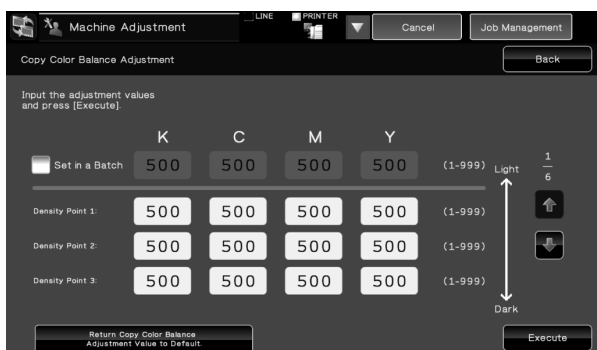 Machine Adjustment LINE PRINTER Cancel Job Management
Copy Color Balance Adjustment Back
Input the adjustment values
and press [Execute].
K C M Y
Set in a Batch 500 500 500 500 (1-999) Light 1
6
Density Point 1: 500 500 500 500 (1-999)
Density Point 2: 500 500 500 500 (1-999)
Density Point 3: 500 500 500 500 (1-999)
Dark
Return Copy Color Balance
Adjustment Value to Default. Execute